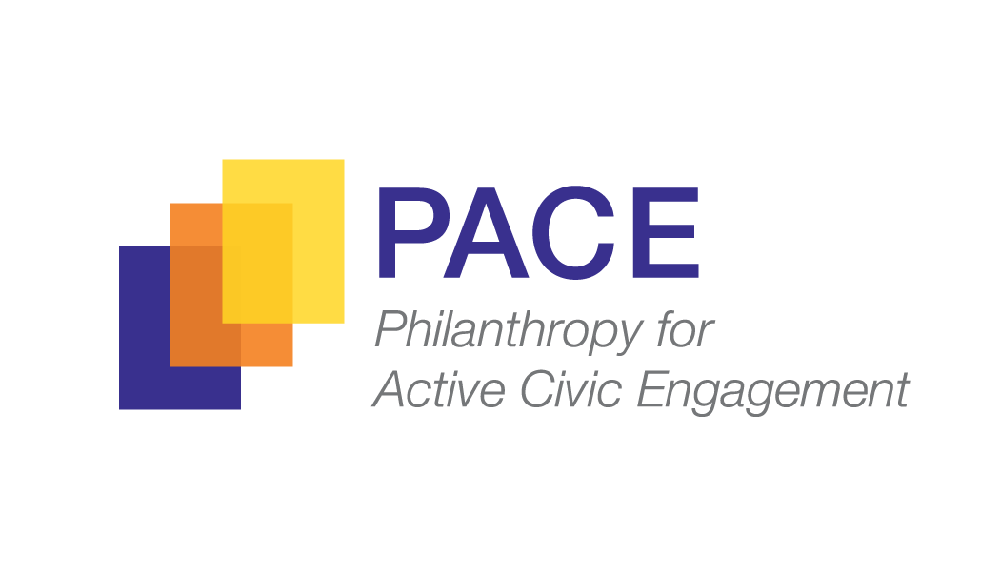 PACE
Philanthropy for
Active Civic Engagement